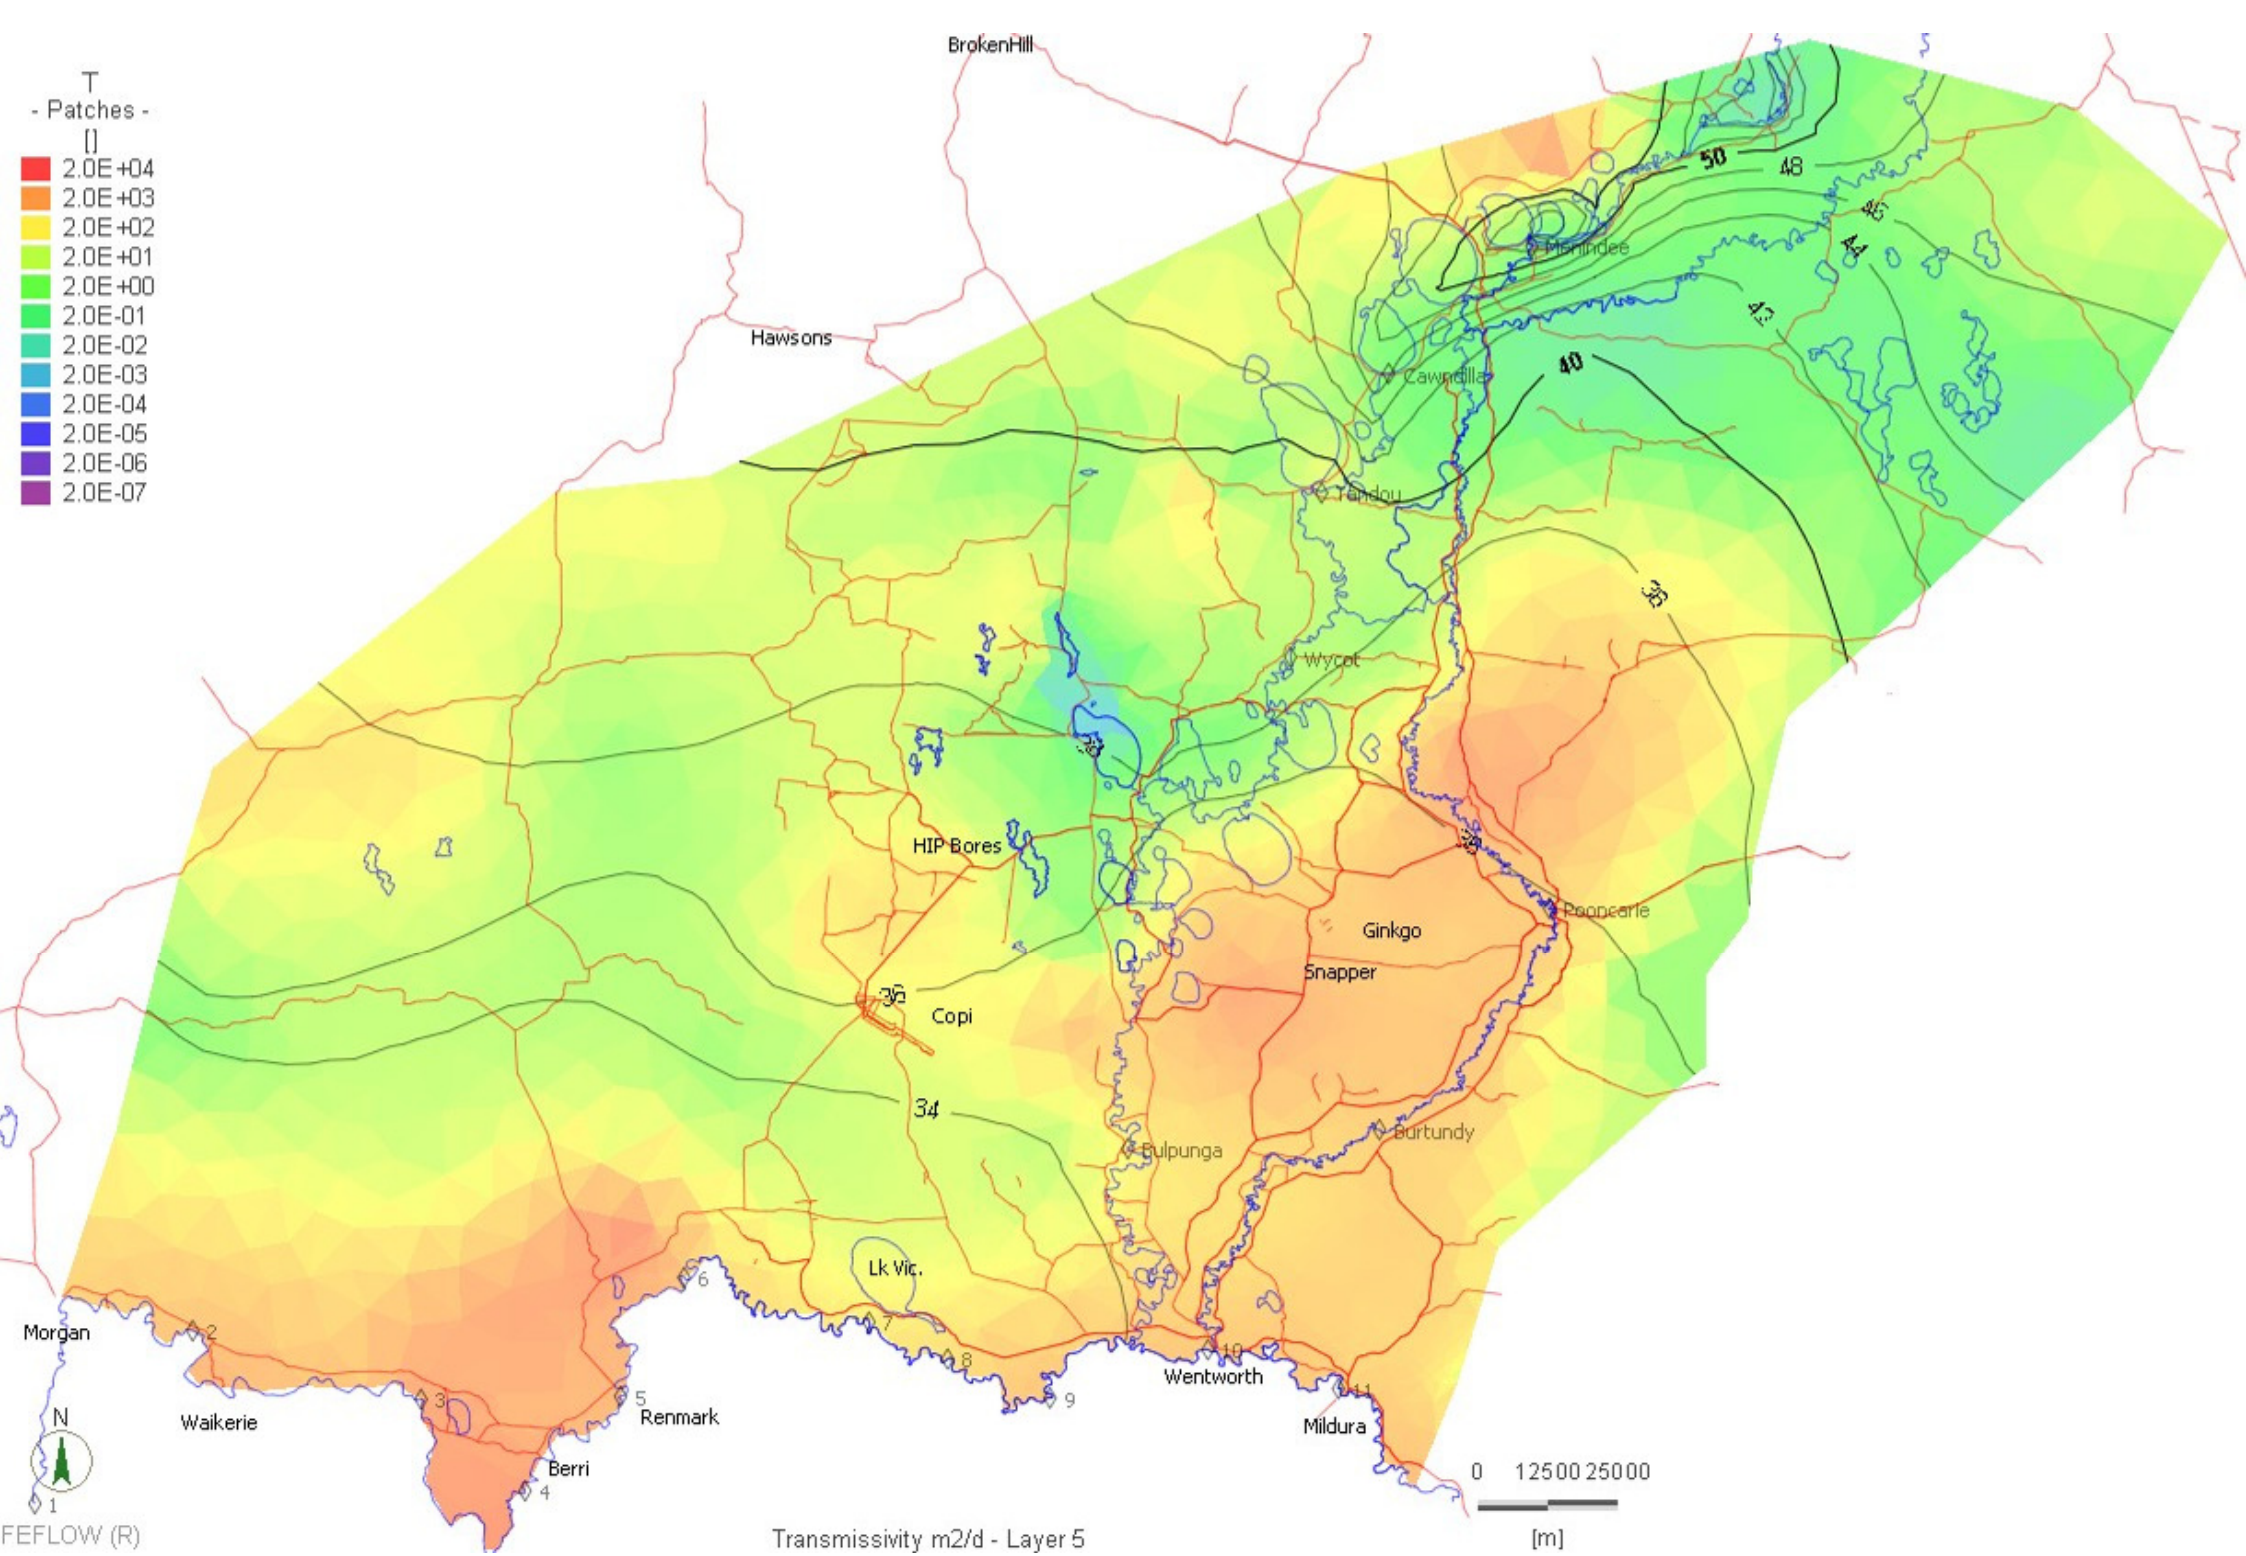 BrokenHill
T
- Patches -
[]
2.0E+04
2.0E+03
2.0E+02
2.0E+01
2.0E+00
2.0E-01
2.0E-02
2.0E-03
2.0E-04
2.0E-05
2.0E-06
2.0E-07
50
48
46
44
Menindee
42
Hawsons
40
Cawndilla
Tandou
38
Wycot
38
HIP Bores
Pooncarie
Ginkgo
Snapper
36
Copi
34
Burtundy
Bulpunga
Lk Vic.
6
7
2
Morgan
8
10
Wentworth
11
3
5
9
Renmark
Waikerie
Mildura
N
Berri
4
1
0 12500 25000
[m]
FEFLOW (R)
Transmissivity m2/d - Layer 5